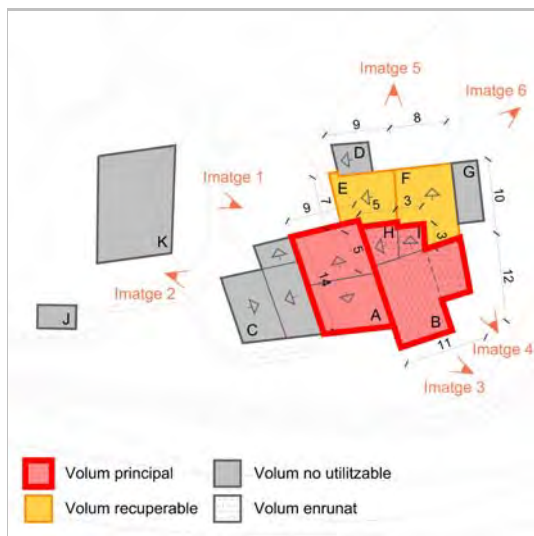 Imatge 5
Imatge 6
9
8
D
E
F
G
Imatge 1
7
5
3
10
9
H
I
K
5
3
14
12
Imatge 2
J
C
A
B
11
Imatge 4
Imatge 3
Volum principal
Volum no utilitzable
Volum recuperable
Volum enrunat